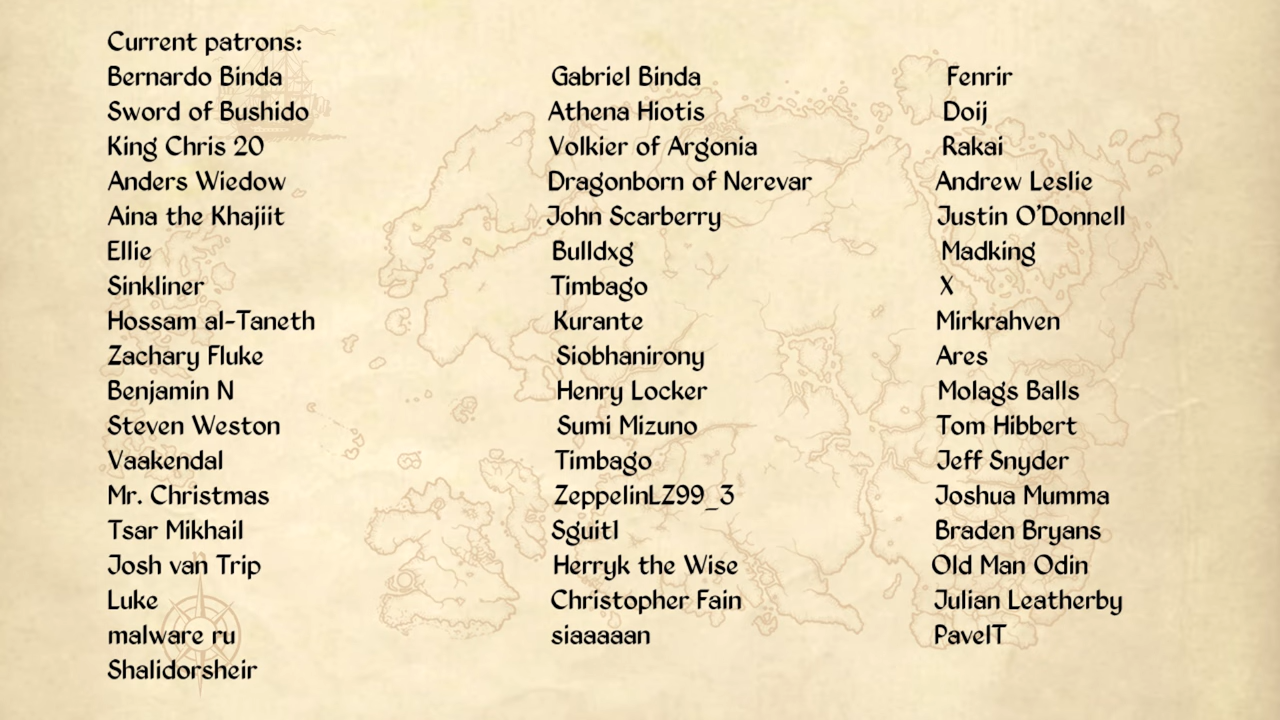 Current patrons:
Bernardo Binda
Sword of Bushido
King Chris 20
Anders Wiedow
Aina the Khajiit
Ellie
Sinkliner
Hossam al-Taneth
Zachary Fluke
Benjamin N
Steven Weston
Vaakendal
Mr. Christmas
Tsar Mikhail
Josh van Trip
Luke
malware ru
Shalidorsheir
Gabriel Binda
Athena Hiotis
Volkier of Argonia
Dragonborn of Nerevar
John Scarberry
Bulldxg
Timbago
Kurante
Siobhanirony
Henry Locker
Sumi Mizuno
Timbago
ZeppelinLZ99_3
Sguitl
Herryk the Wise
Christopher Fain
siaaaaan
Fenrir
Doij
Rakai
Andrew Leslie
Justin O'Donnell
Madking
X
Mirkrahven
Ares
Molags Balls
Tom Hibbert
Jeff Snyder
Joshua Mumma
Braden Bryans
Old Man Odin
Julian Leatherby
PavelT